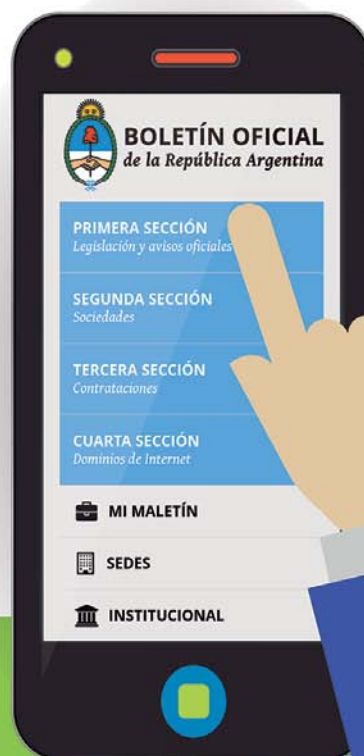 BOLETÍN OFICIAL
de la República Argentina
PRIMERA SECCIÓN
Legislación y avisos oficiales
SEGUNDA SECCIÓN
Sociedades
TERCERA SECCIÓN
Contrataciones
CUARTA SECCIÓN
Dominios de Internet
MI MALETÍN
SEDES
INSTITUCIONAL